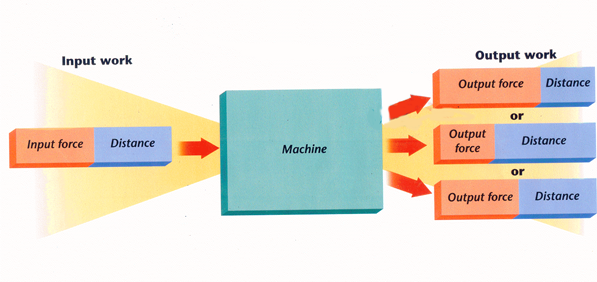 Input work
Output work
Output force Distance
or
Input force Distance
Machine
Output
force
Distance
or
Output force Distance